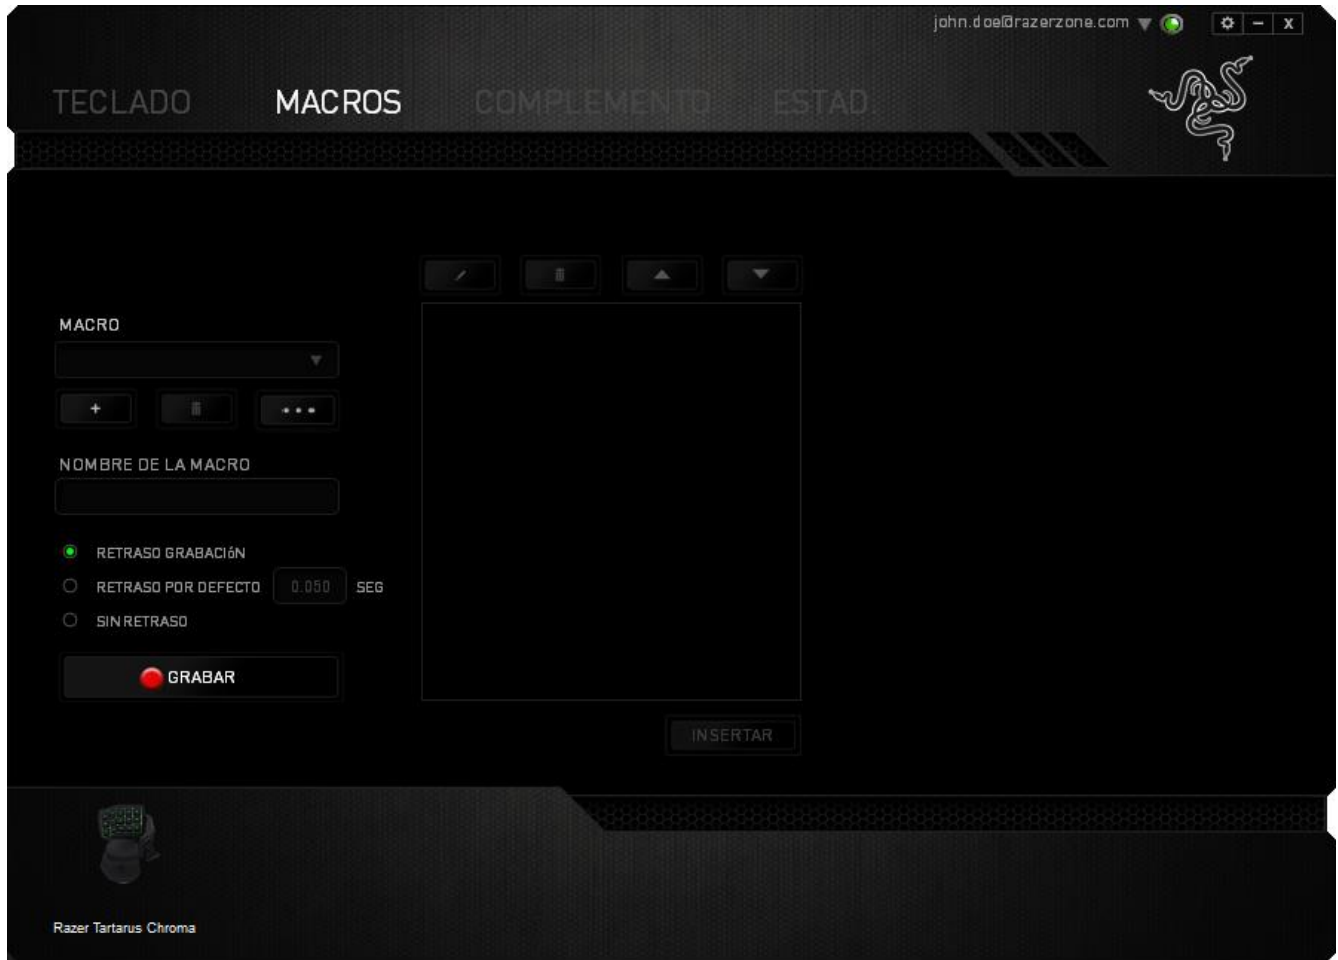 john.doe@razerzone.com
TECLADO MACROS COMPLEMENTO ESTAD.
MACRO
NOMBRE DE LA MACRO
RETRASO GRABACIóN
RETRASO POR DEFECTO 0.050 SEG
SIN RETRASO
GRABAR
INSERTAR
Razer Tartarus Chroma